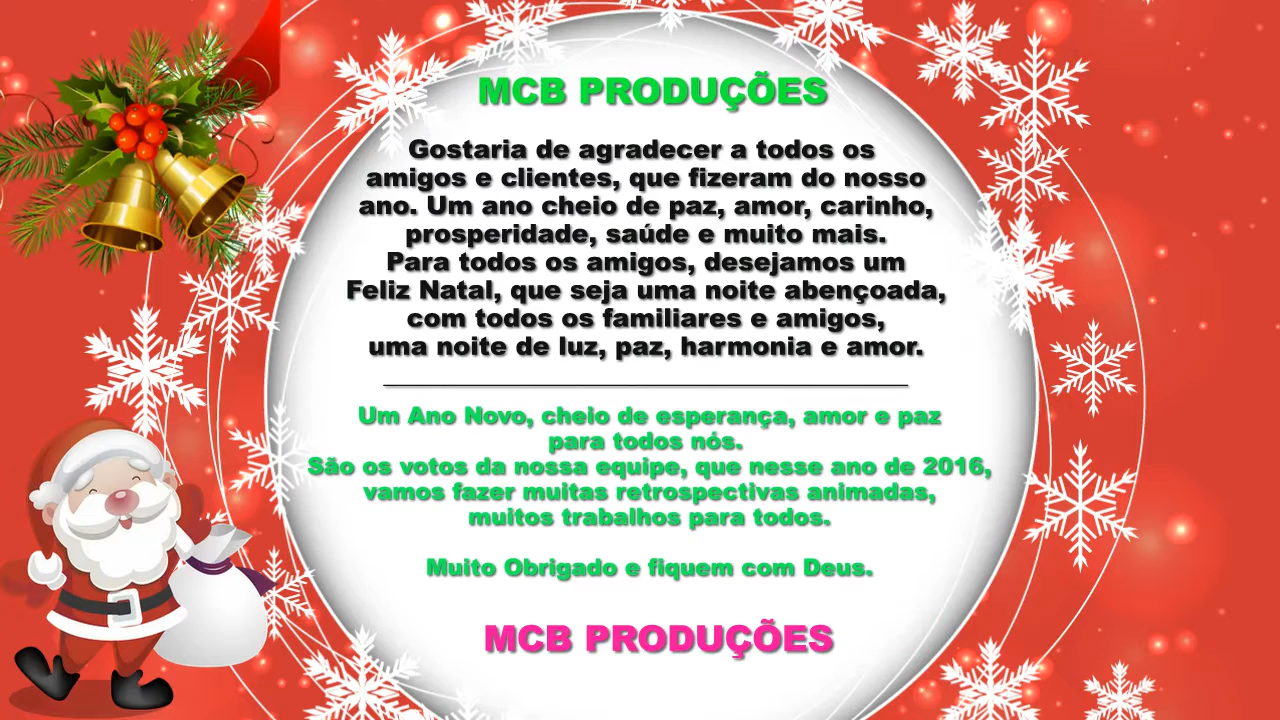 MCB PRODUÇÕES
Gostaria de agradecer a todos os
amigos e clientes, que fizeram do nosso
ano. Um ano cheio de paz, amor, carinho,
prosperidade, saúde e muito mais.
Para todos os amigos, desejamos um
Feliz Natal, que seja uma noite abençoada,
com todos os familiares e amigos,
uma noite de luz, paz, harmonia e amor.
Um Ano Novo, cheio de esperança, amor e paz
para todos nós.
São os votos da nossa equipe, que nesse ano de 2016,
vamos fazer muitas retrospectivas animadas,
muitos trabalhos para todos.
Muito Obrigado e fiquem com Deus.
MCB PRODUÇÕES